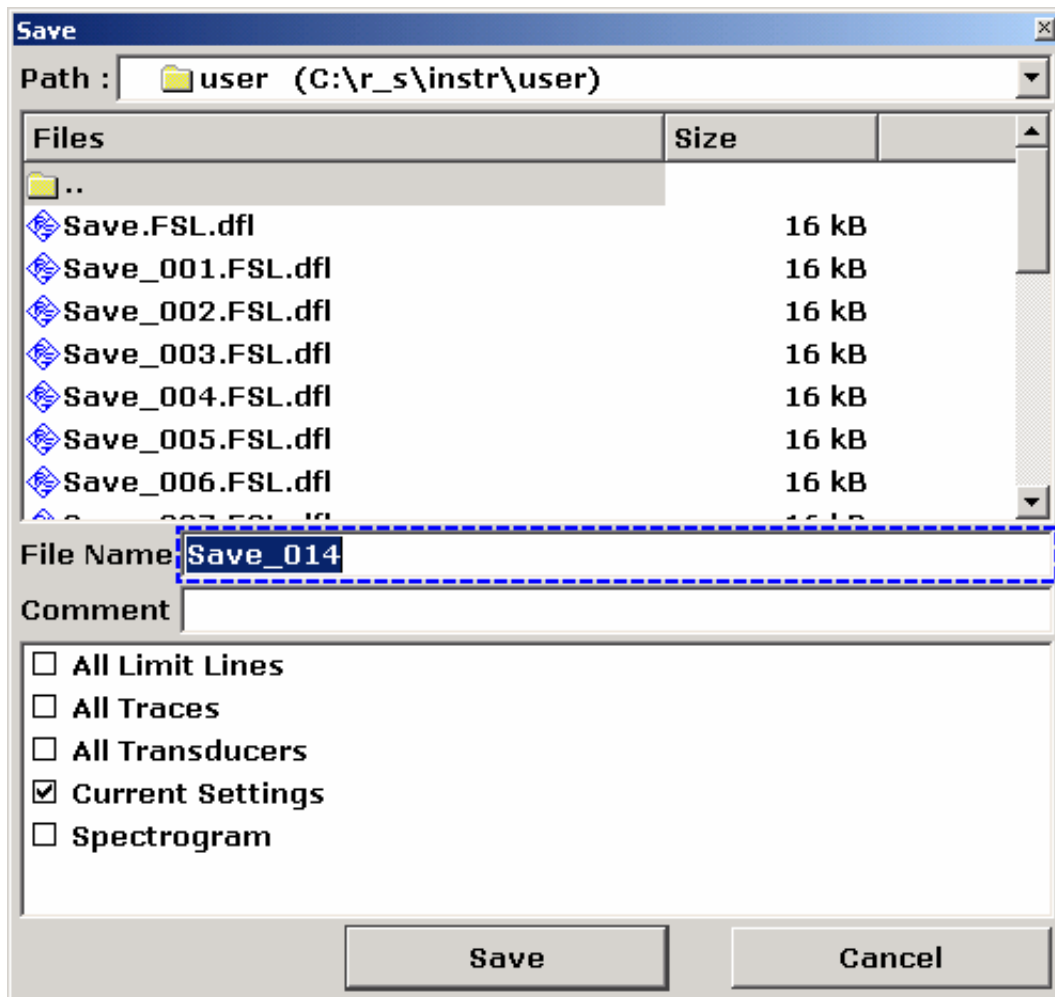 Save
Path : user (C:\r_s\instr\user)
Files Size
..
Save.FSL.dfl 16 kB
Save_001.FSL.dfl 16 kB
Save_002.FSL.dfl 16 kB
Save_003.FSL.dfl 16 kB
Save_004.FSL.dfl 16 kB
Save_005.FSL.dfl 16 kB
Save_006.FSL.dfl 16 kB
File Name Save_014
Comment
All Limit Lines
All Traces
All Transducers
Current Settings
Spectrogram
Save Cancel